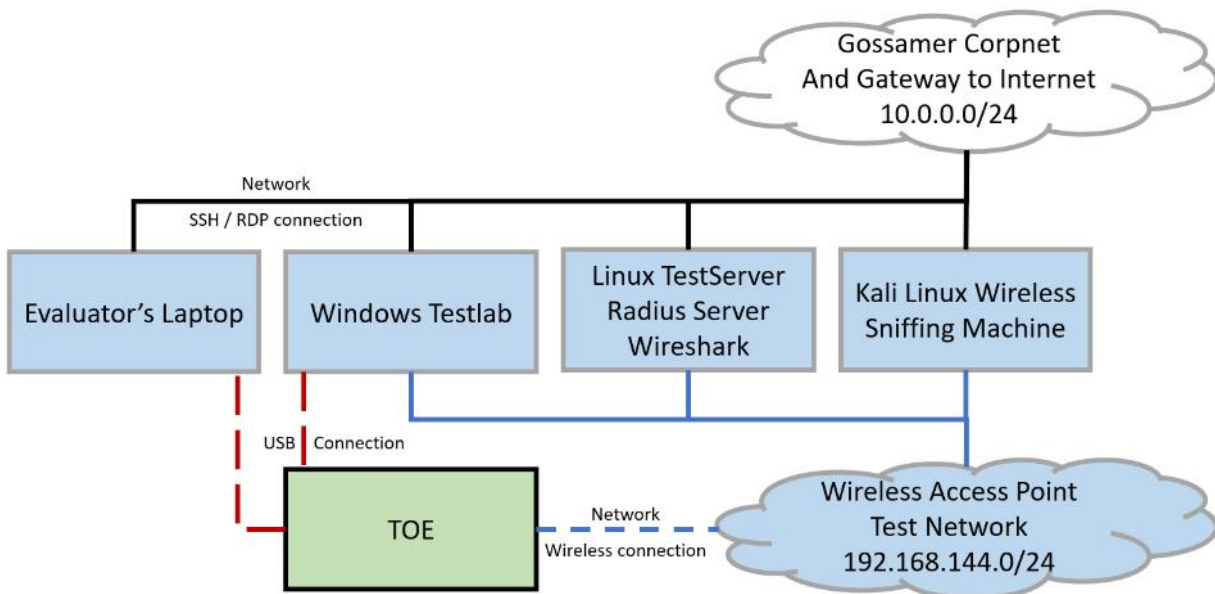 Gossamer Corpnet
And Gateway to Internet
10.0.0.0/24
Network
SSH / RDP connection
Evaluator's Laptop
Windows Testlab
Linux TestServer
Radius Server
Wireshark
Kali Linux Wireless
Sniffing Machine
USB Connection
TOE
Network
Wireless connection
Wireless Access Point
Test Network
192.168.144.0/24